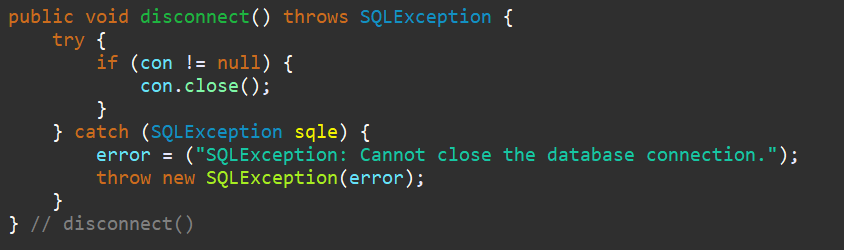 public void disconnect() throws SQLException {
    try {
        if (con != null) {
            con.close();
        }
    } catch (SQLException sqle) {
        error = ("SQLException: Cannot close the database connection.");
        throw new SQLException(error);
    }
} // disconnect()